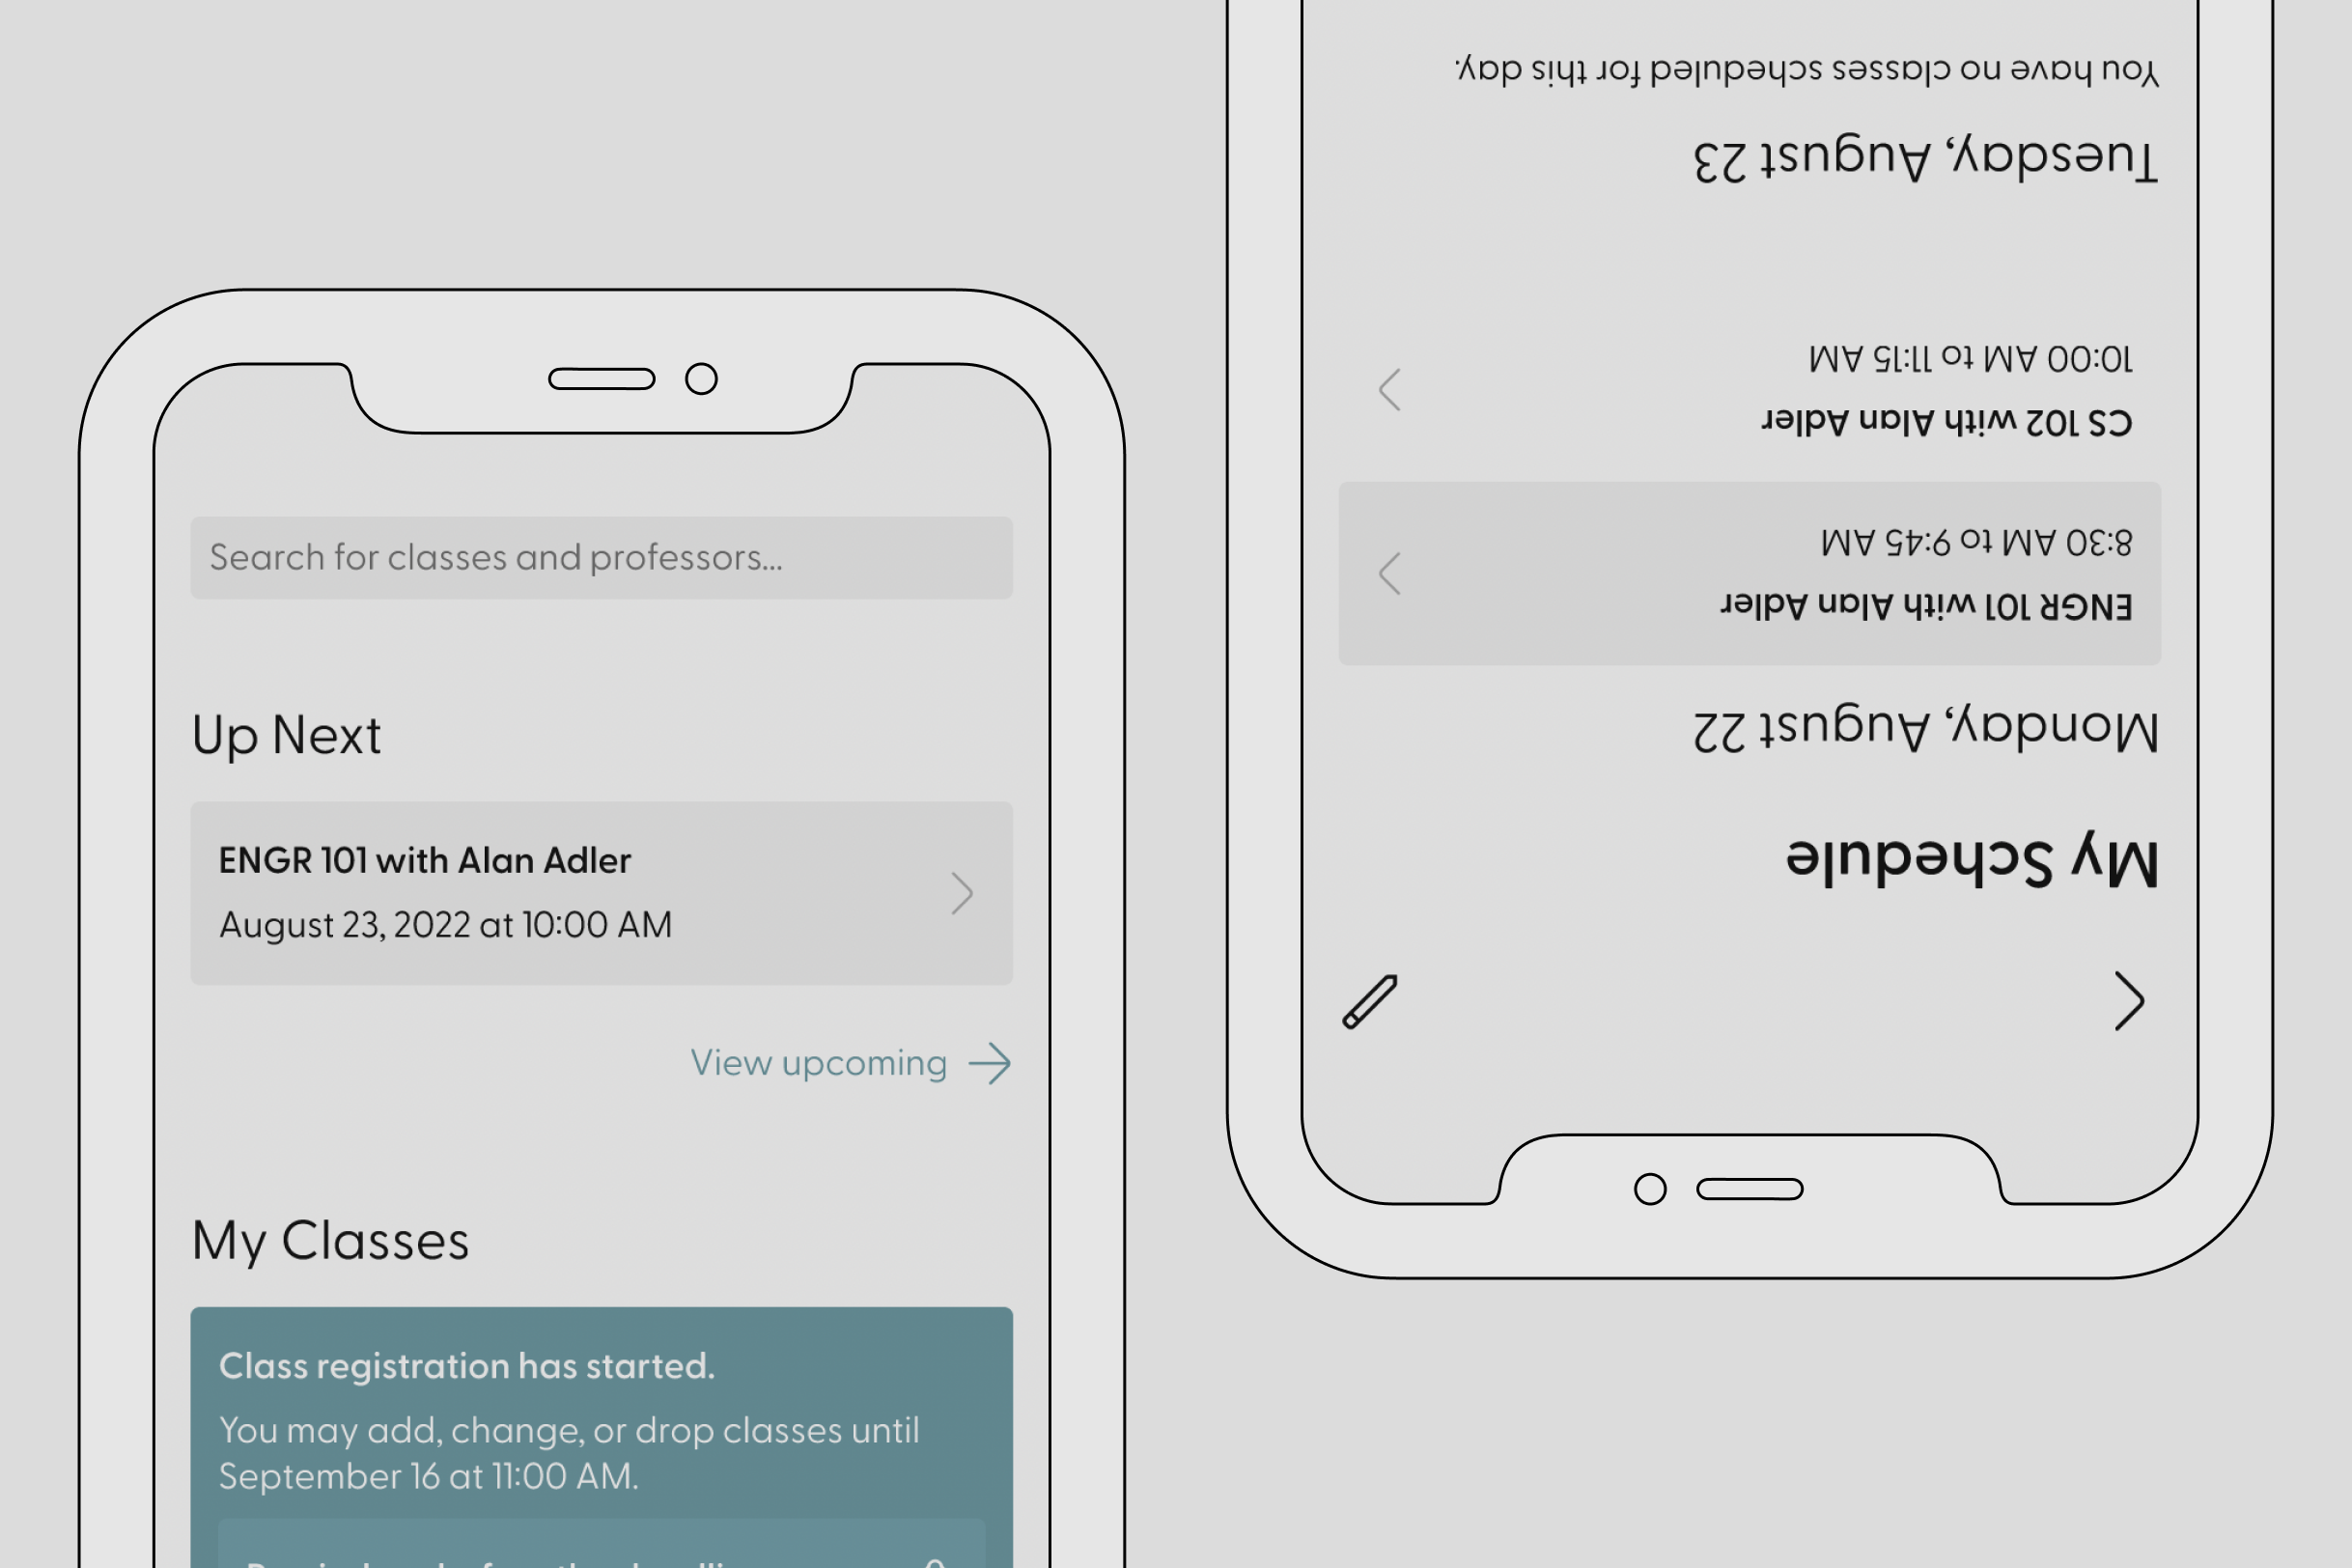 Search for classes and professors...
Up Next
ENGR 101 with Alan Adler
August 23, 2022 at 10:00 AM
View upcoming
My Classes
Class registration has started.
You may add, change, or drop classes until
September 16 at 11:00 AM.
My Schedule
Monday, August 22
ENGR 101 with Alan Adler
8:30 AM to 9:45 AM
CS 102 with Alan Adler
10:00 AM to 11:15 AM
Tuesday, August 23
You have no classes scheduled for this day.